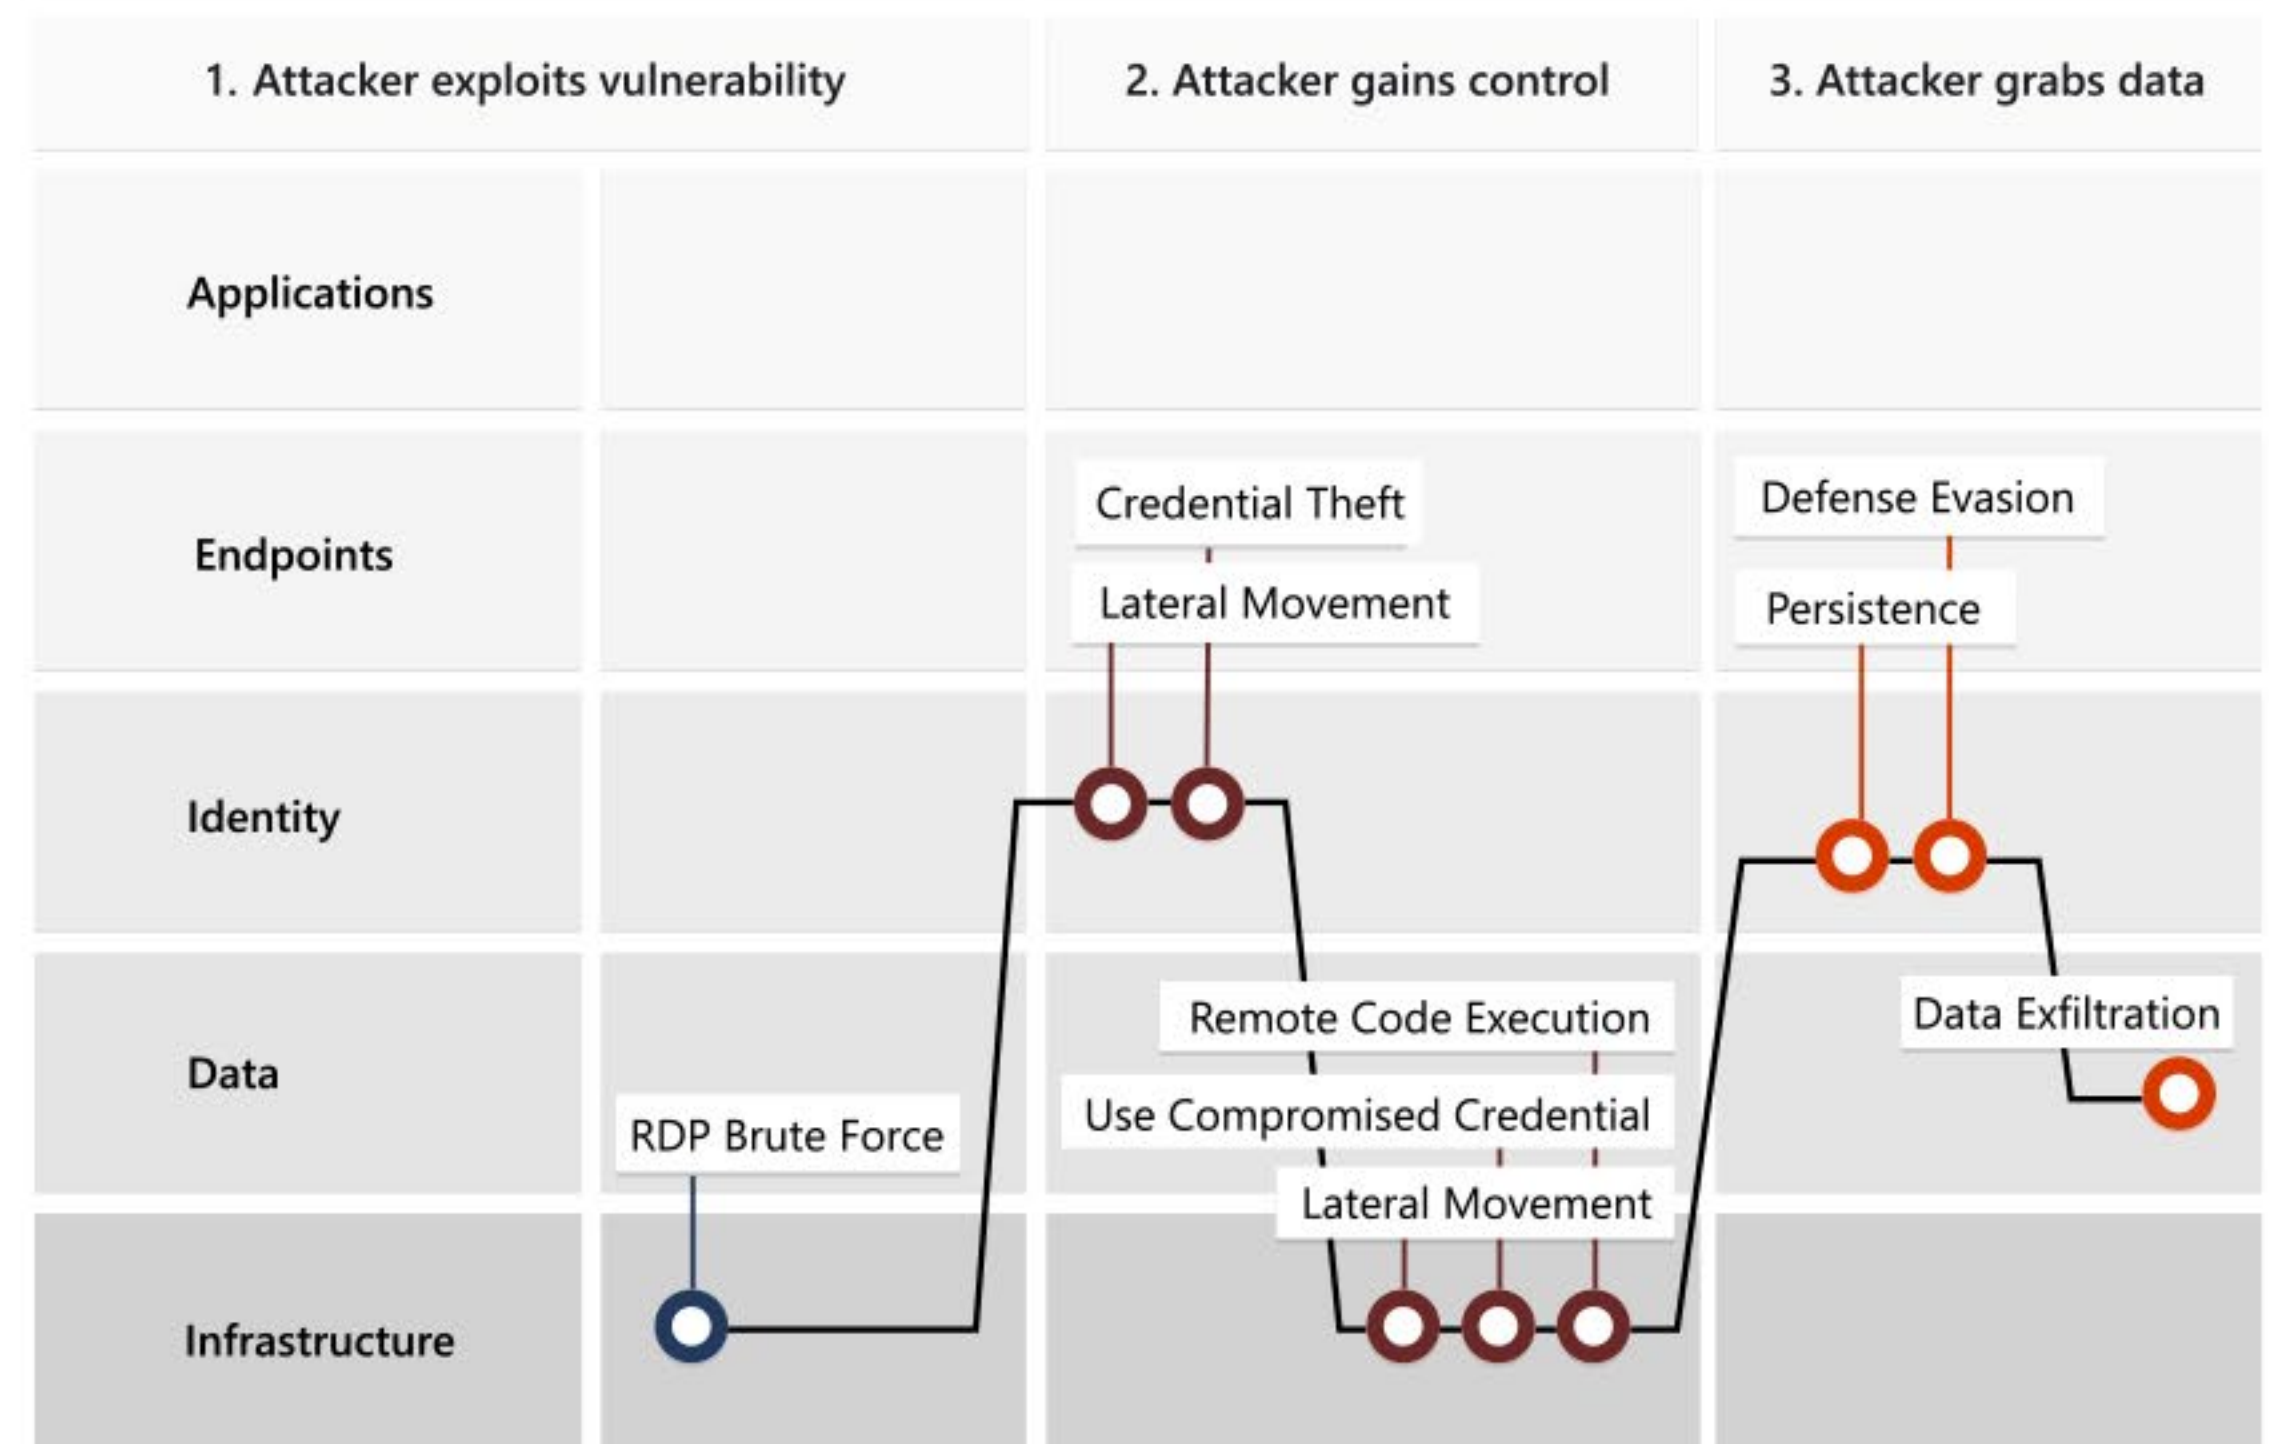 1. Attacker exploits vulnerability
2. Attacker gains control
3. Attacker grabs data
Applications
Endpoints
Credential Theft
Lateral Movement
Defense Evasion
Persistence
Identity
Data
RDP Brute Force
Remote Code Execution
Use Compromised Credential
Lateral Movement
Data Exfiltration
Infrastructure